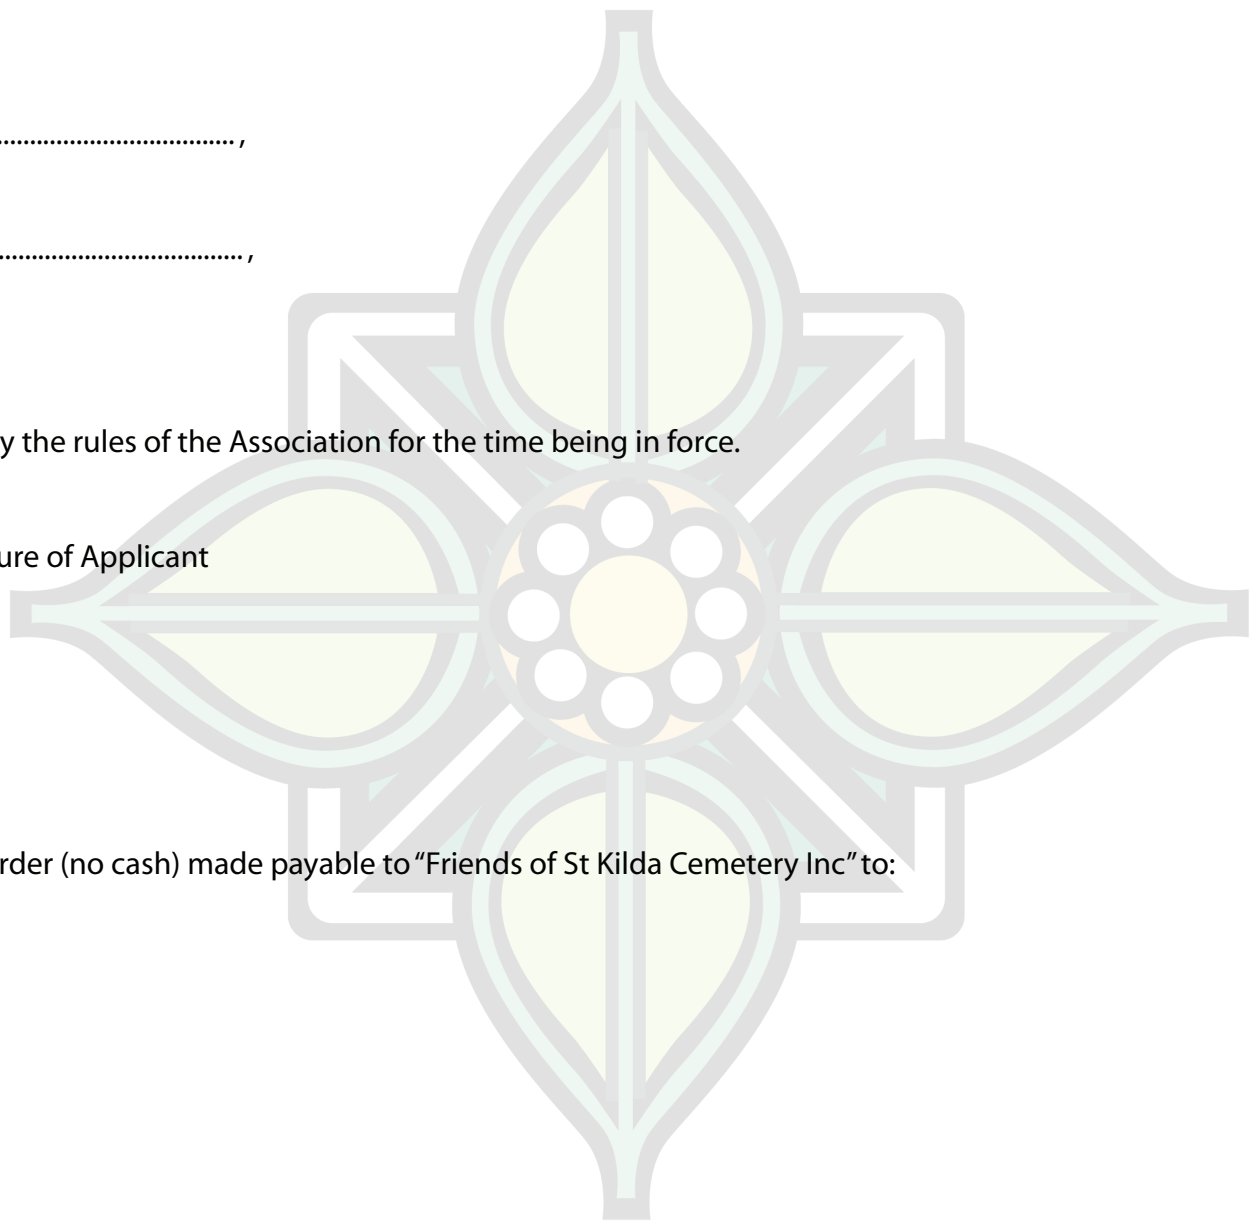 .................................... ,
..................................... ,
y the rules of the Association for the time being in force.
ure of Applicant
rder (no cash) made payable to “Friends of St Kilda Cemetery Inc” to: